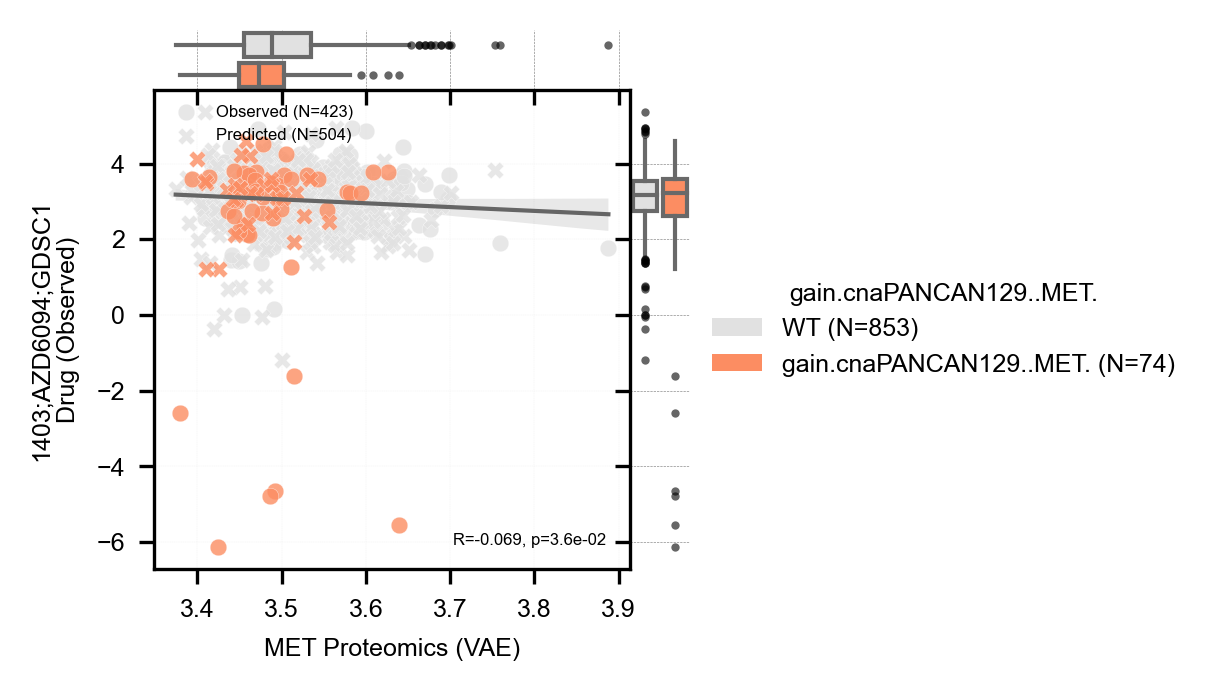 Observed (N=423)
Predicted (N=504)
4
2
0
−2
−4
−6
1403;AZD6094;GDSC1
Drug (Observed)
R=-0.069, p=3.6e-02
3.4 3.5 3.6 3.7 3.8 3.9
MET Proteomics (VAE)
gain.cnaPANCAN129..MET.
WT (N=853)
gain.cnaPANCAN129..MET. (N=74)